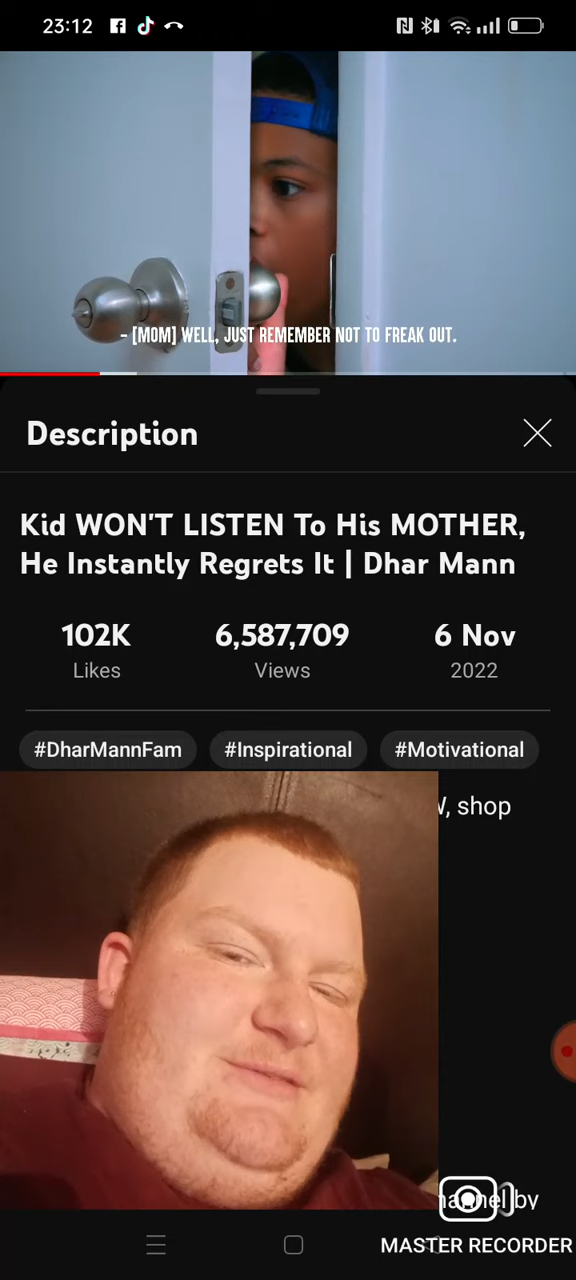 23:12
- [MOM] WELL, JUST REMEMBER NOT TO FREAK OUT.
Description
Kid WON'T LISTEN To His MOTHER,
He Instantly Regrets It | Dhar Mann
102K 6,587,709 6 Nov
Likes Views 2022
#DharMannFam #Inspirational #Motivational
shop
by
MASTER RECORDER